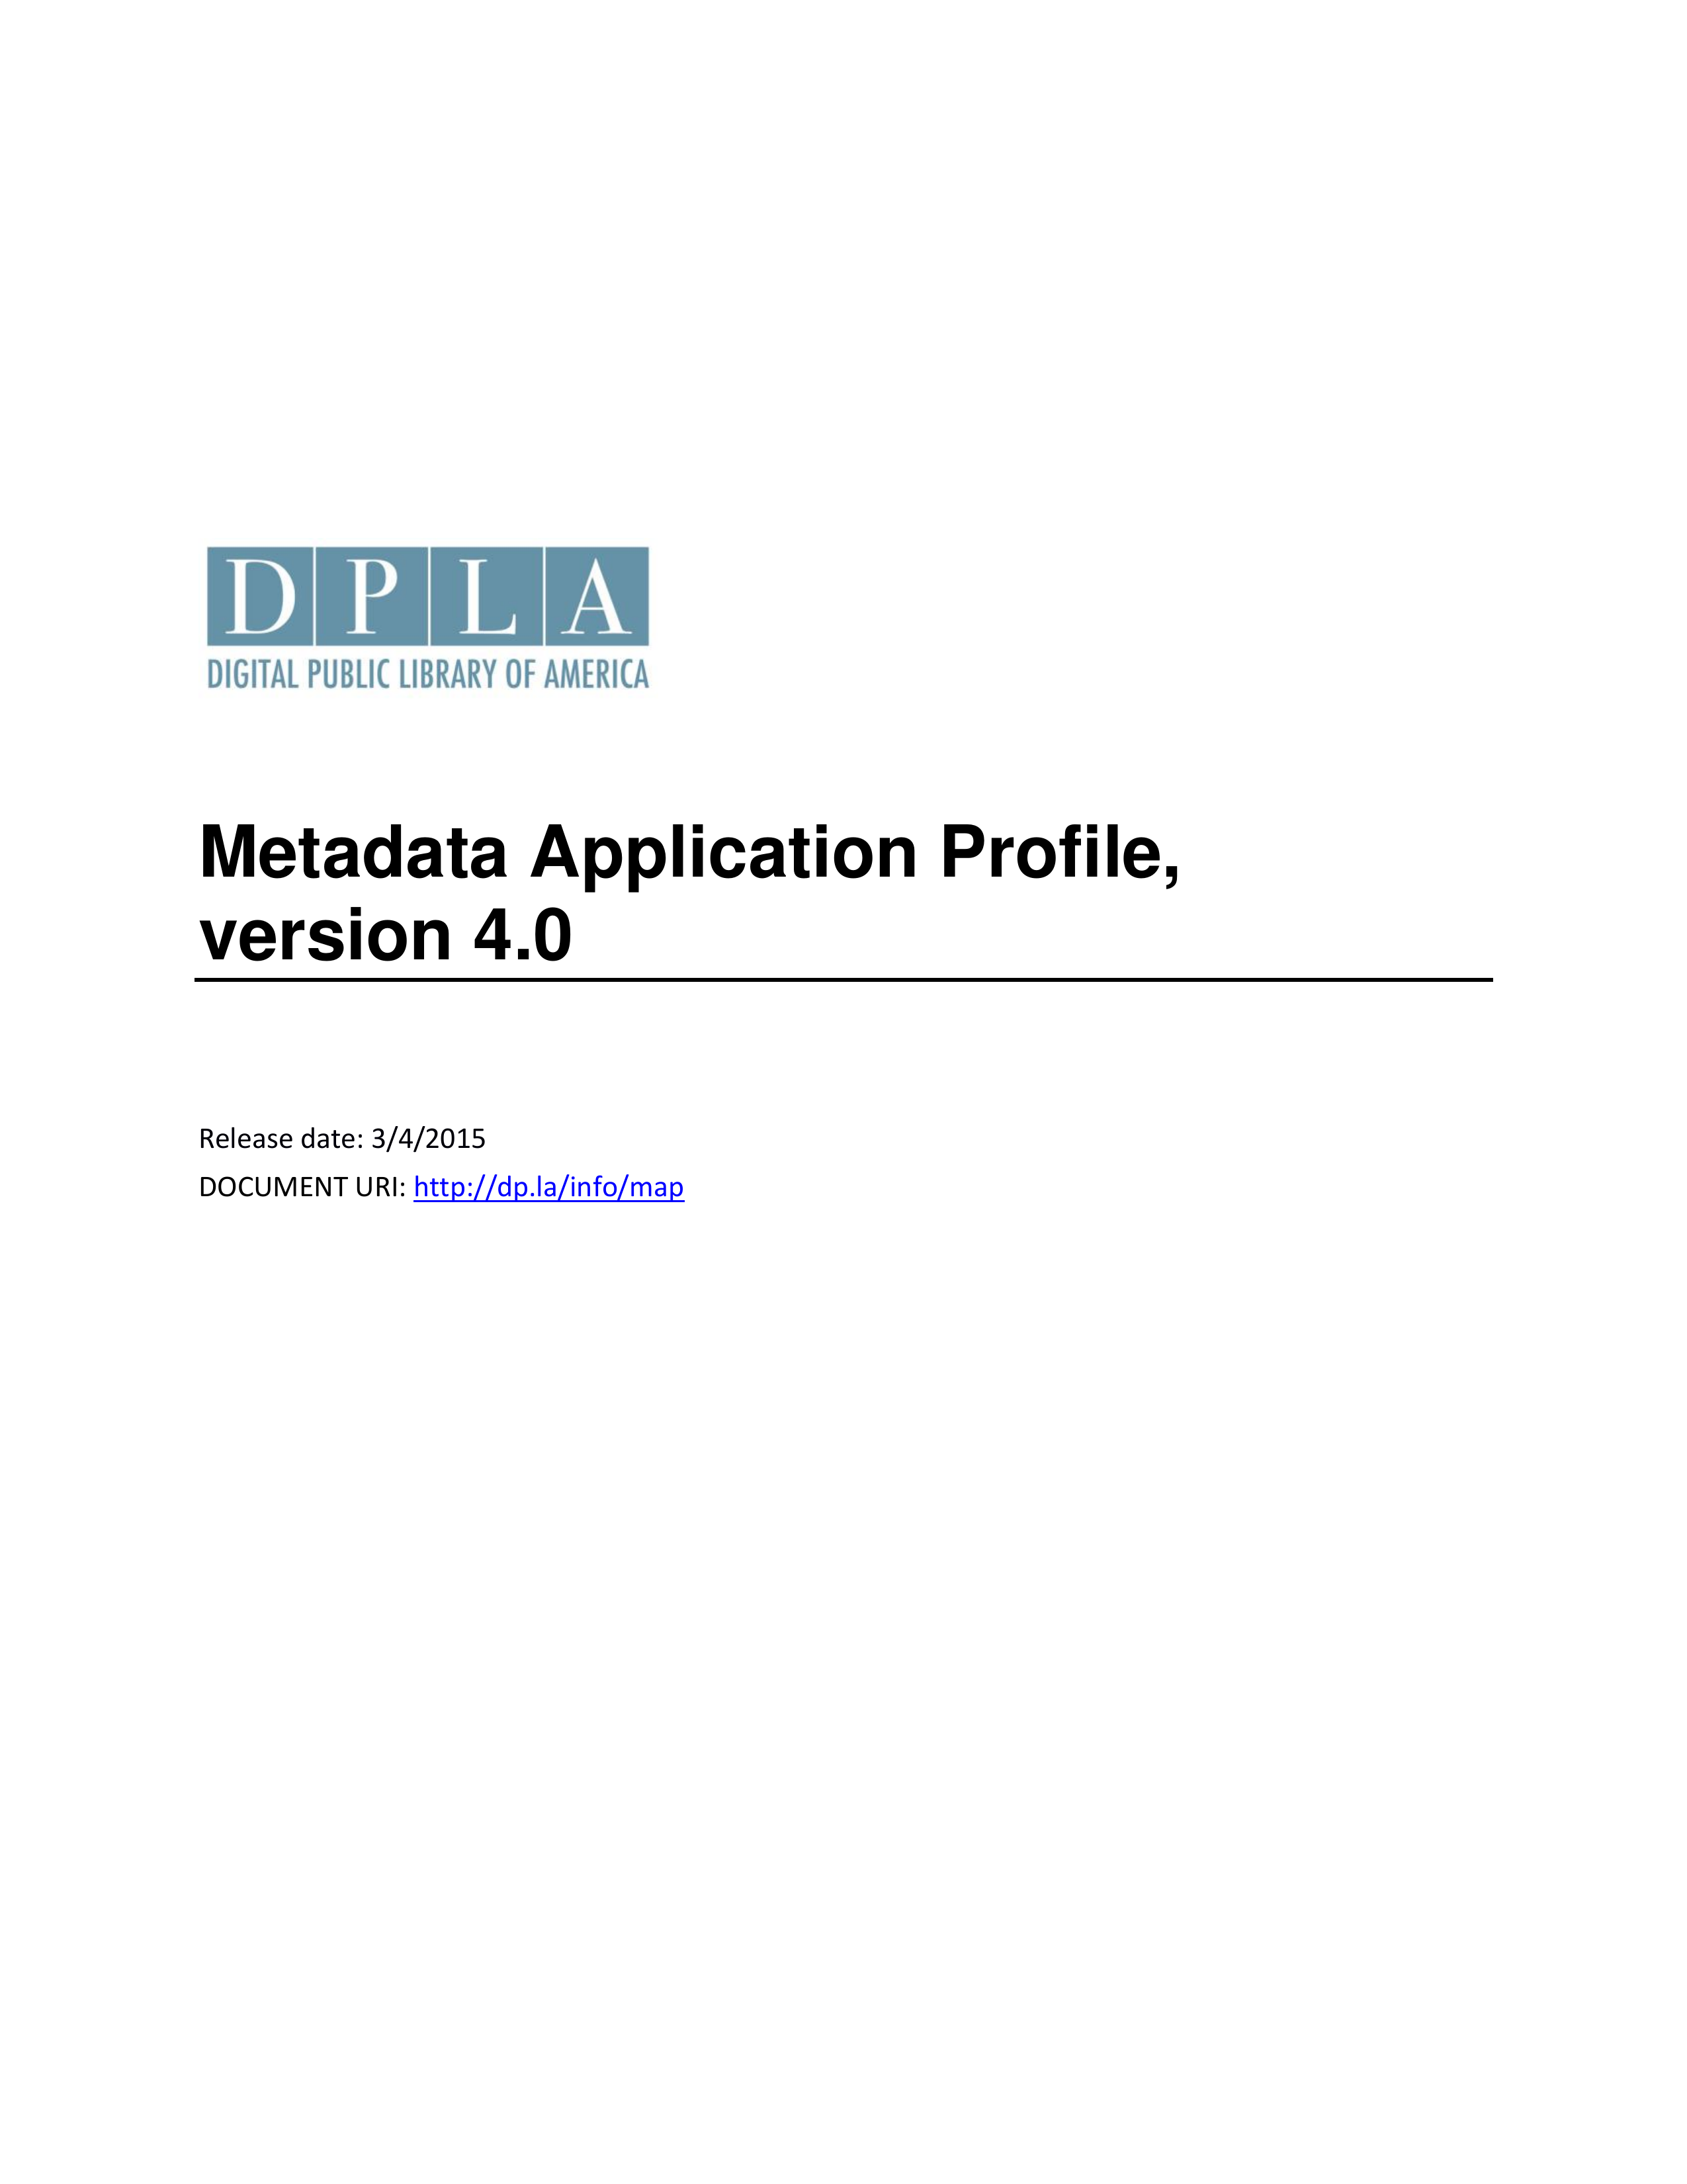 DPLA
DIGITAL PUBLIC LIBRARY OF AMERICA
Metadata Application Profile,
version 4.0
Release date: 3/4/2015
DOCUMENT URI: http://dp.la/info/map